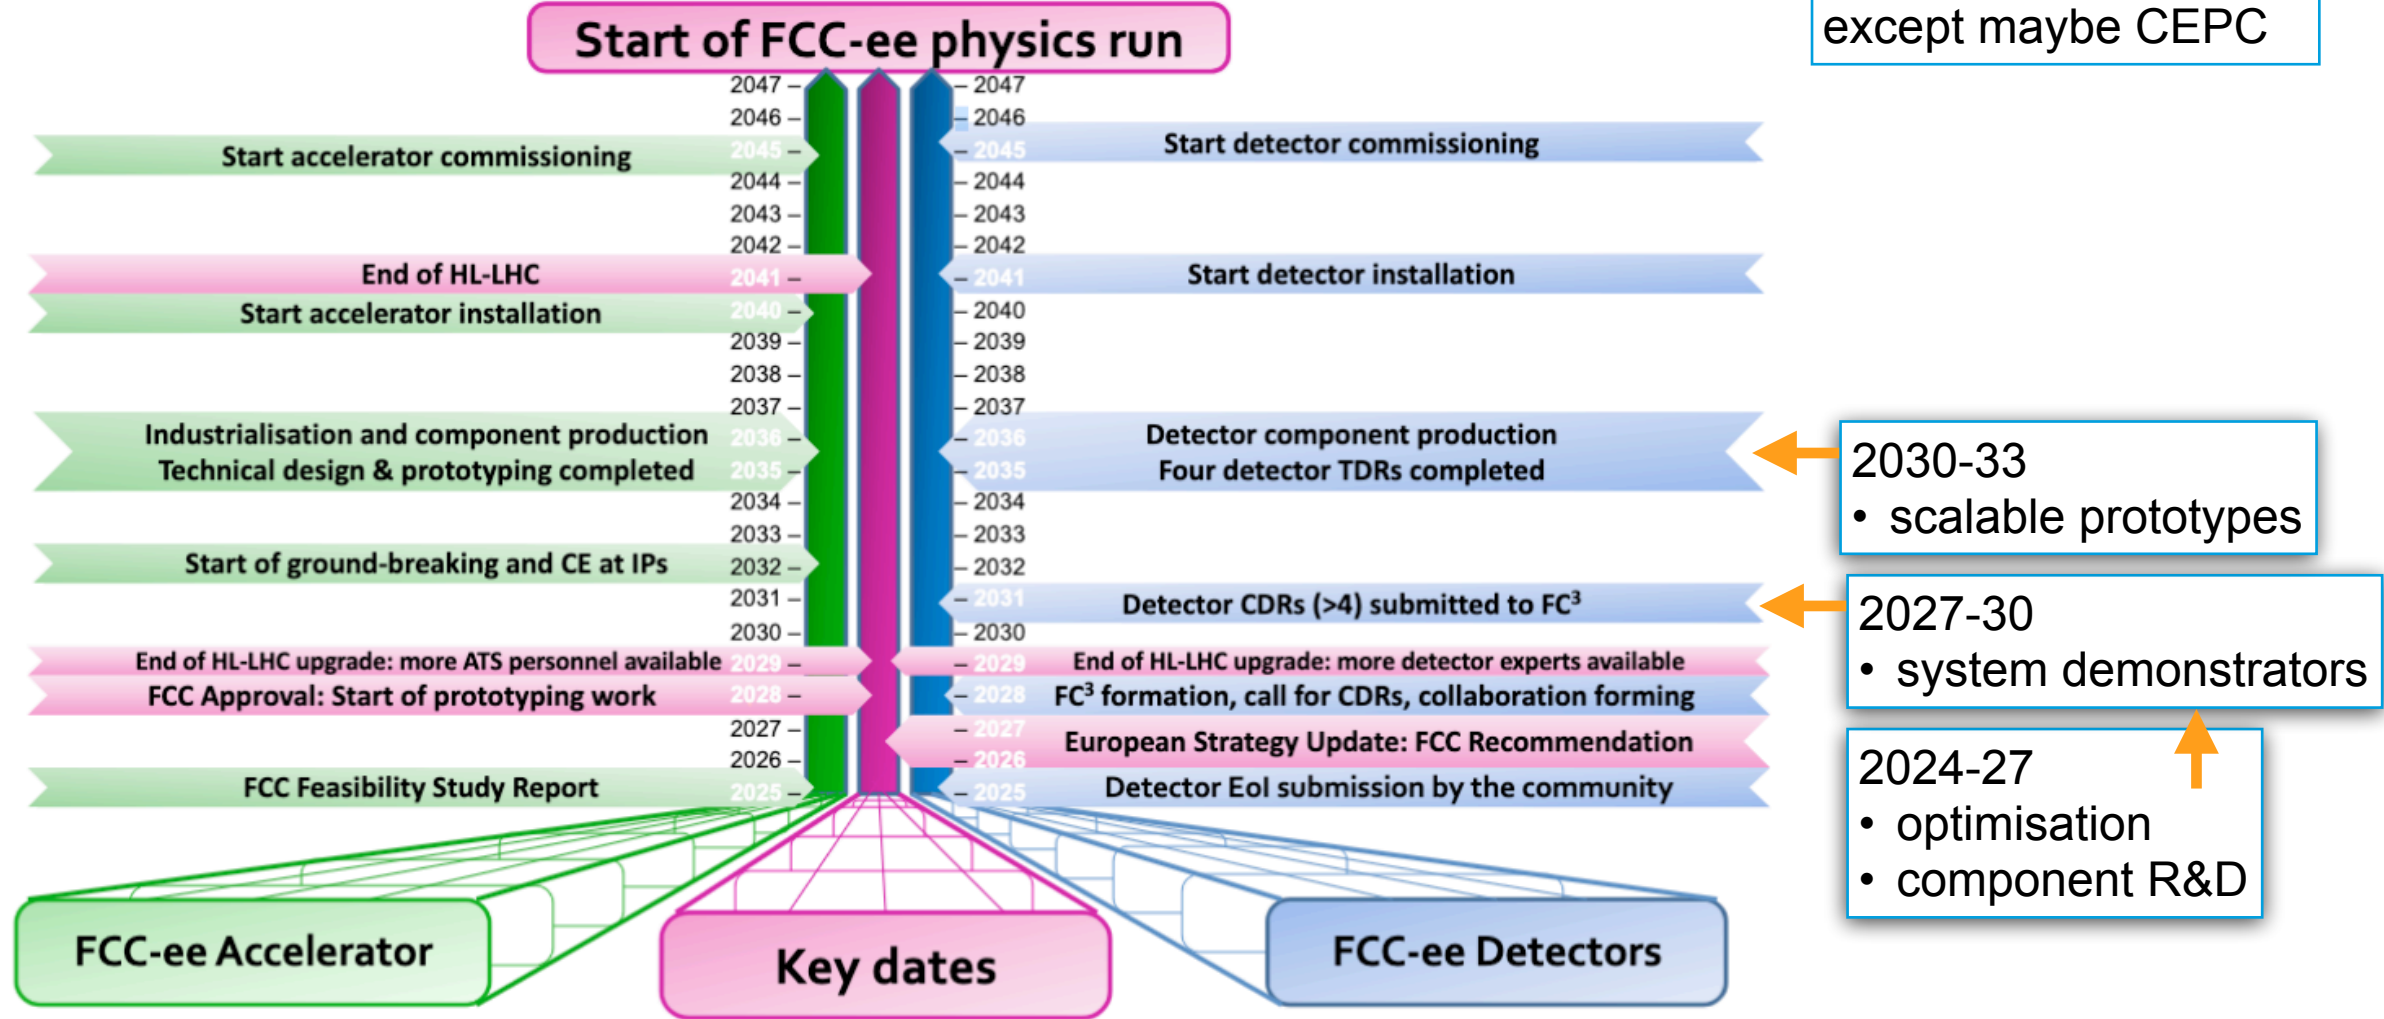 Start of FCC-ee physics run
except maybe CEPC
2047 –
2046 –
2045 –
2044 –
2043 –
2042 –
2041 –
2040 –
2039 –
2038 –
2037 –
2036 –
2035 –
2034 –
2033 –
2032 –
2031 –
2030 –
2029 –
2028 –
2027 –
2026 –
2025 –
– 2047
– 2046
– 2045
– 2044
– 2043
– 2042
– 2041
– 2040
– 2039
– 2038
– 2037
– 2036
– 2035
– 2034
– 2033
– 2032
– 2031
– 2030
– 2029
– 2028
– 2027
– 2026
– 2025
Start accelerator commissioning
End of HL-LHC
Start accelerator installation
Industrialisation and component production
Technical design & prototyping completed
Start of ground-breaking and CE at IPs
End of HL-LHC upgrade: more ATS personnel available
FCC Approval: Start of prototyping work
FCC Feasibility Study Report
Start detector commissioning
Start detector installation
Detector component production
Four detector TDRs completed
Detector CDRs (>4) submitted to FC³
End of HL-LHC upgrade: more detector experts available
FC³ formation, call for CDRs, collaboration forming
European Strategy Update: FCC Recommendation
Detector EoI submission by the community
2030-33
• scalable prototypes
2027-30
• system demonstrators
2024-27
• optimisation
• component R&D
FCC-ee Accelerator
Key dates
FCC-ee Detectors